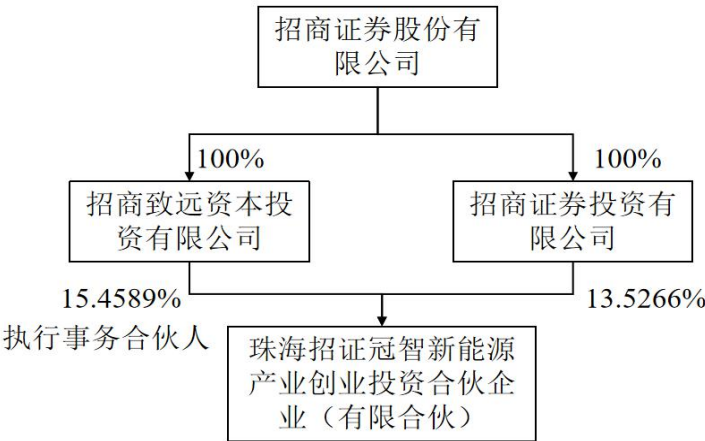 招商证券股份有
限公司
100%
100%
招商致远资本投
资有限公司
招商证券投资有
限公司
15.4589%
13.5266%
执行事务合伙人
珠海招证冠智新能源
产业创业投资合伙企
业（有限合伙）